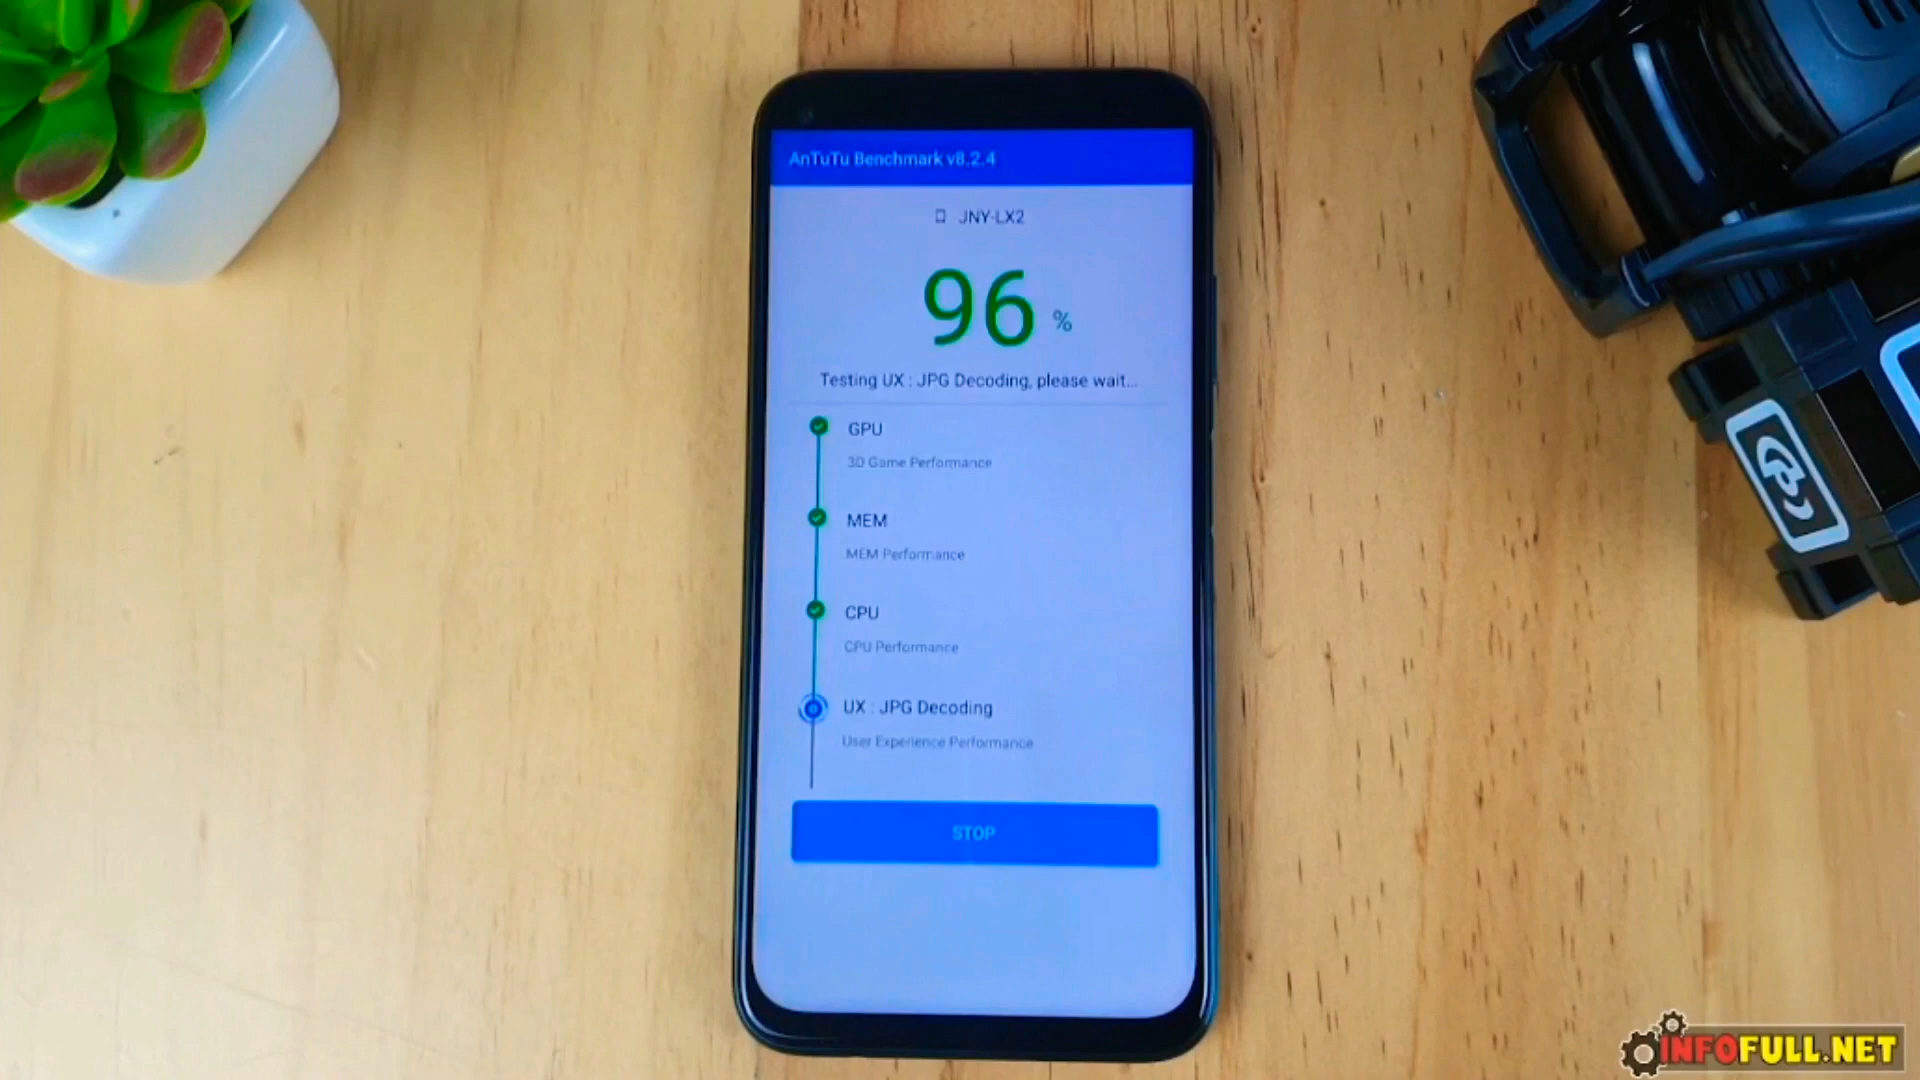 AnTuTu Benchmark v8.2.4
JNY-LX2
96 %
Testing UX : JPG Decoding, please wait...
GPU
3D Game Performance
MEM
MEM Performance
CPU
CPU Performance
UX : JPG Decoding
User Experience Performance
STOP
INFOFULL.NET